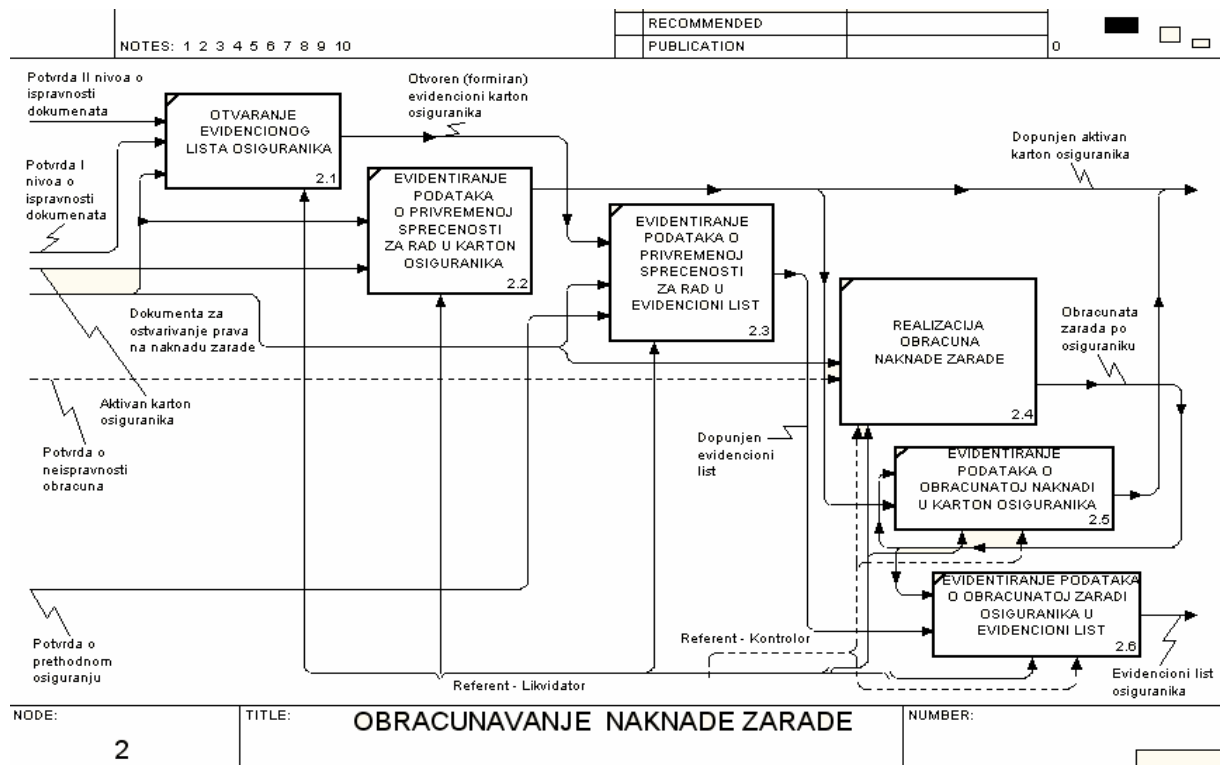 RECOMMENDED
NOTES: 1 2 3 4 5 6 7 8 9 10
PUBLICATION
0
Potvrda II nivoa o
ispravnosti
dokumenata
OTVARANJE
EVIDENCIONOG
LISTA OSIGURANIKA
2.1
Otvoren (formiran)
evidencioni karton
osiguranika
Dopunjen aktivan
karton osiguranika
Potvrda I
nivoa o
ispravnosti
dokumenata
EVIDENTIRANJE
PODATAKA
O PRIVREMENOJ
SPRECENOSTI
ZA RAD U KARTON
OSIGURANIKA
2.2
EVIDENTIRANJE
PODATAKA O
PRIVREMENOJ
SPRECENOSTI
ZA RAD U
EVIDENCIONI LIST
2.3
Dokumenta za
ostvarivanje prava
na naknadu zarade
REALIZACIJA
OBRACUNA
NAKNADE ZARADE
2.4
Obracunata
zarada po
osiguraniku
Aktivan karton
osiguranika
Potvrda o
neispravnosti
obracuna
Dopunjen
evidencioni
list
EVIDENTIRANJE
PODATAKA O
OBRACUNATOJ NAKNADI
U KARTON OSIGURANIKA
2.5
EVIDENTIRANJE PODATAKA
O OBRACUNATOJ ZARADI
OSIGURANIKA U
EVIDENCIONI LIST
2.6
Potvrda o
prethodnom
osiguranju
Referent - Kontrolor
Referent - Likvidator
Evidencioni list
osiguranika
NODE:
2
TITLE:
OBRACUNAVANJE NAKNADE ZARADE
NUMBER: